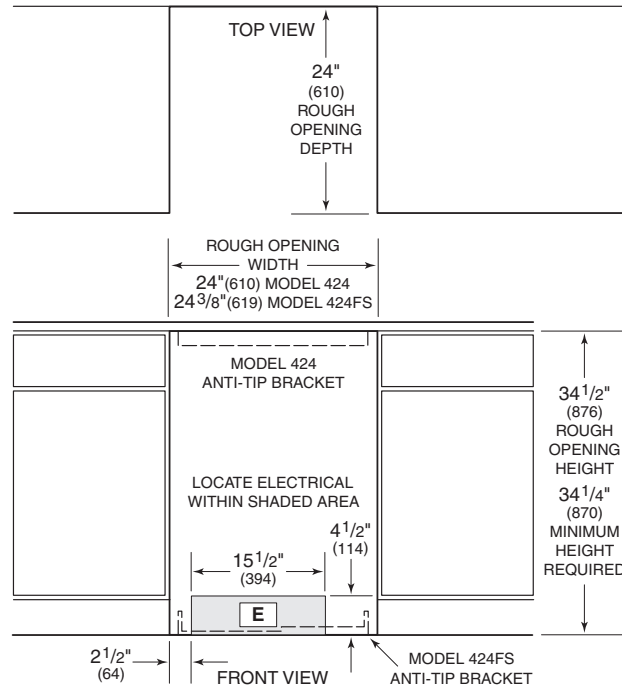 TOP VIEW
24"
(610)
ROUGH
OPENING
DEPTH
ROUGH OPENING
WIDTH
24"(610) MODEL 424
24 3/8"(619) MODEL 424FS
MODEL 424
ANTI-TIP BRACKET
34 1/2"
(876)
ROUGH
OPENING
HEIGHT
34 1/4"
(870)
MINIMUM
HEIGHT
REQUIRED
LOCATE ELECTRICAL
WITHIN SHADED AREA
4 1/2"
(114)
15 1/2"
(394)
E
2 1/2"
(64)
FRONT VIEW
MODEL 424FS
ANTI-TIP BRACKET